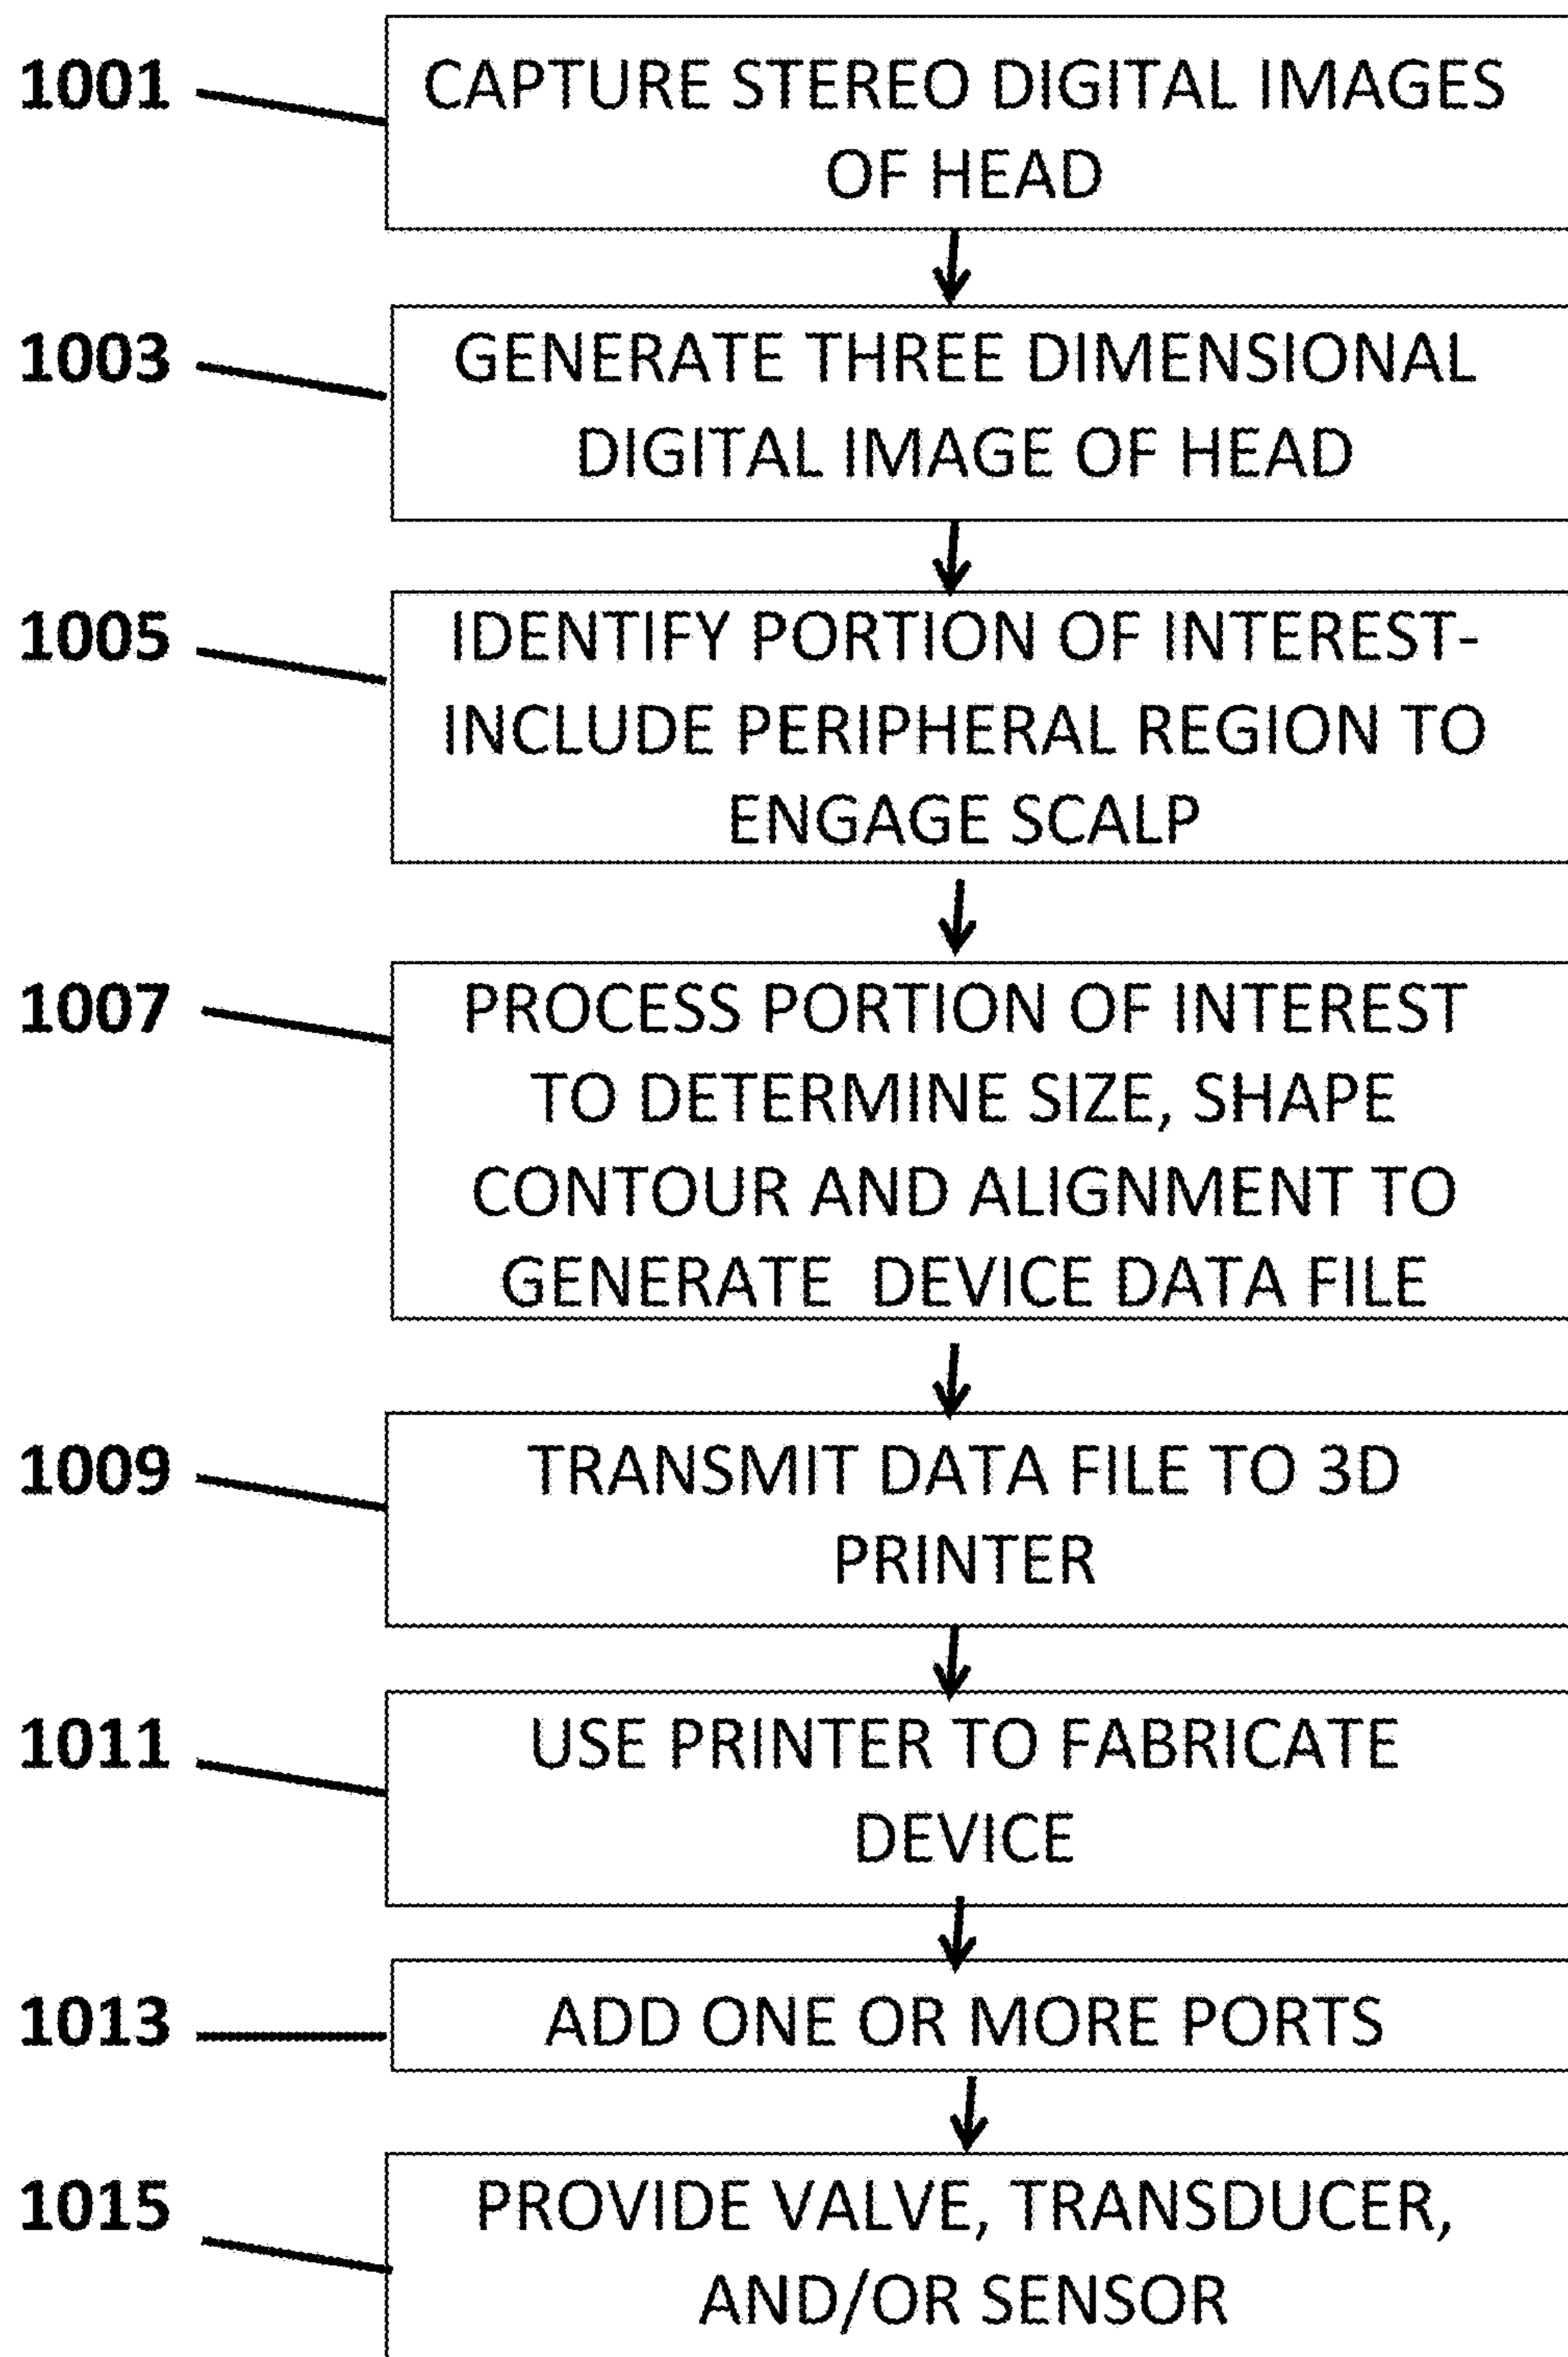 1001 CAPTURE STEREO DIGITAL IMAGES
OF HEAD
1003 GENERATE THREE DIMENSIONAL
DIGITAL IMAGE OF HEAD
1005 IDENTIFY PORTION OF INTEREST-
INCLUDE PERIPHERAL REGION TO
ENGAGE SCALP
1007 PROCESS PORTION OF INTEREST
TO DETERMINE SIZE, SHAPE
CONTOUR AND ALIGNMENT TO
GENERATE DEVICE DATA FILE
1009 TRANSMIT DATA FILE TO 3D
PRINTER
1011 USE PRINTER TO FABRICATE
DEVICE
1013 ADD ONE OR MORE PORTS
1015 PROVIDE VALVE, TRANSDUCER,
AND/OR SENSOR